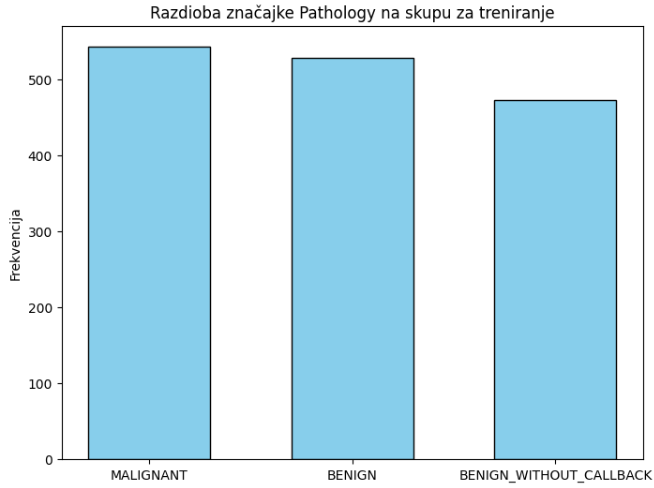 Razdioba značajke Pathology na skupu za treniranje
Frekvencija
500
400
300
200
100
0
MALIGNANT
BENIGN
BENIGN_WITHOUT_CALLBACK